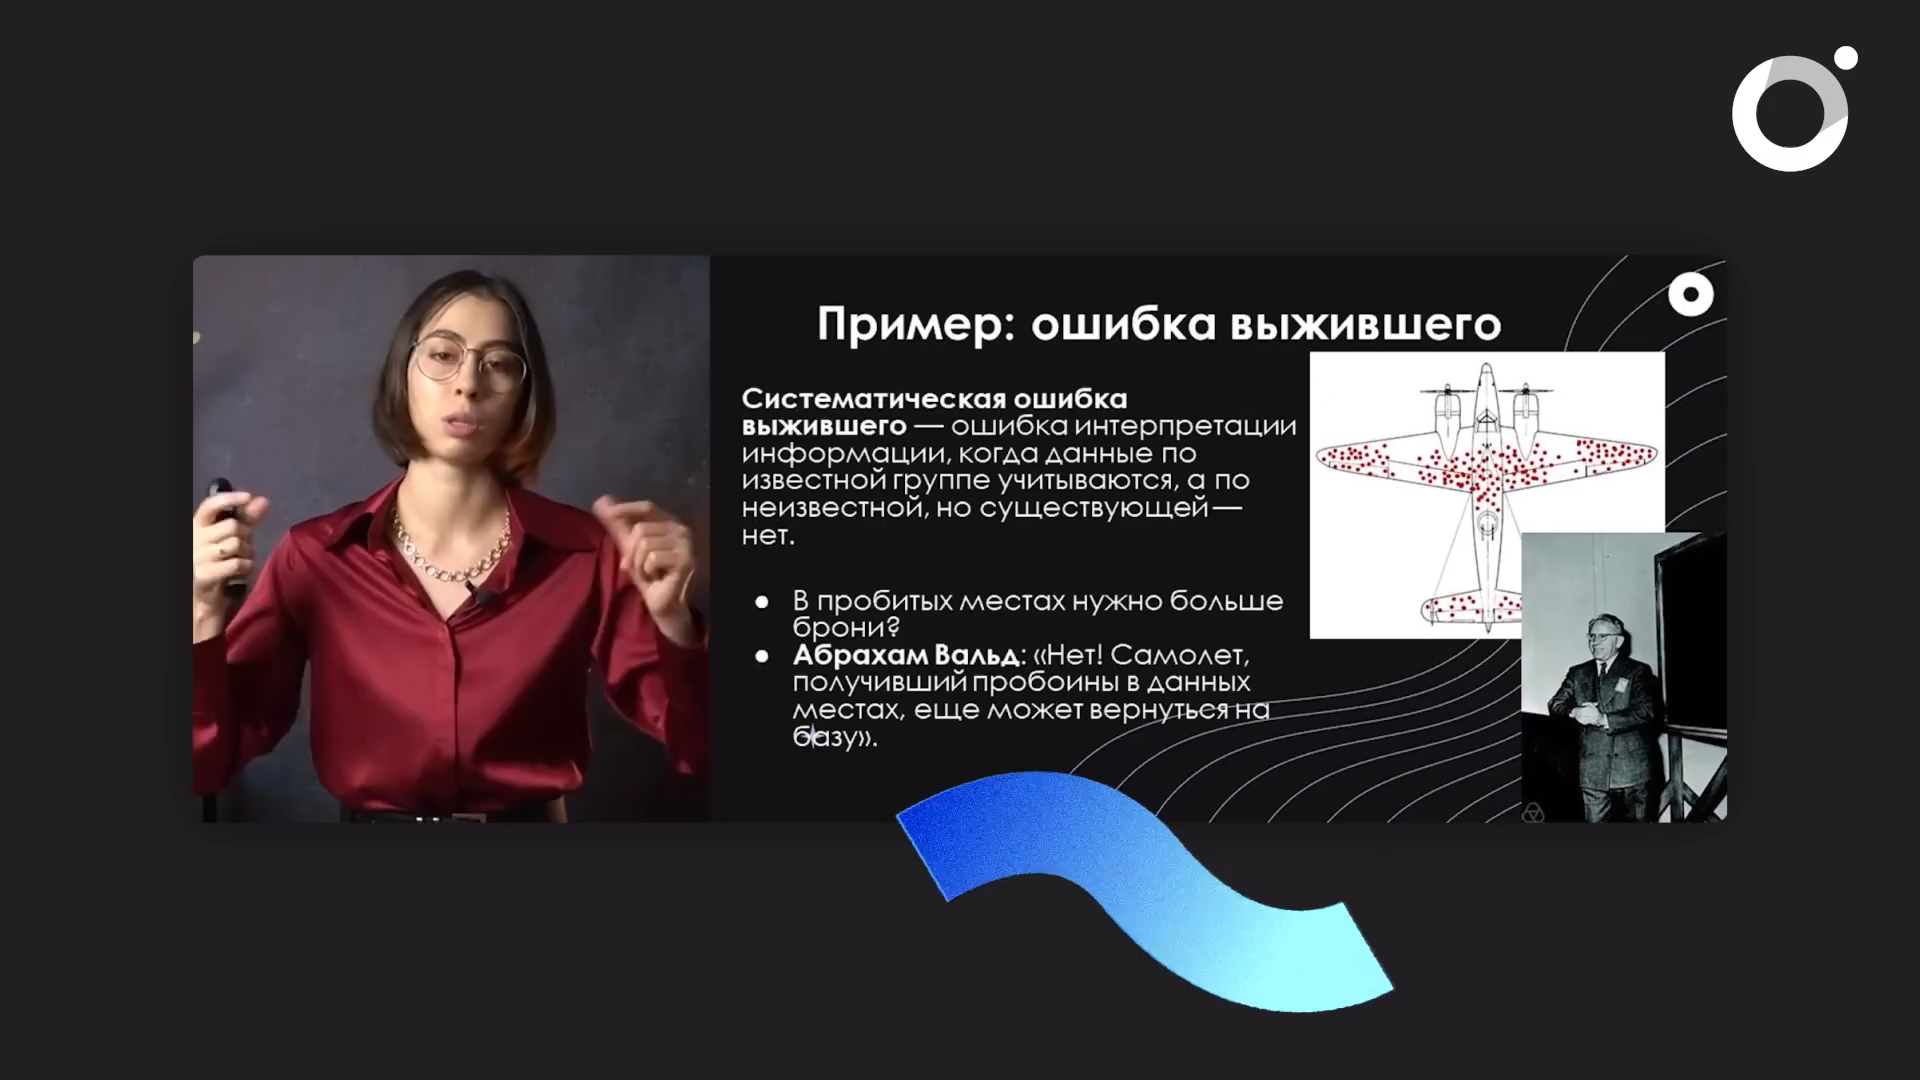 Пример: ошибка выжившего
Систематическая ошибка
выжившего — ошибка интерпретации
информации, когда данные по
известной группе учитываются, а по
неизвестной, но существующей —
нет.
● В пробитых местах нужно больше
брони?
● Абрахам Вальд: «Нет! Самолет,
получивший пробоины в данных
местах, еще может вернуться на
базу».